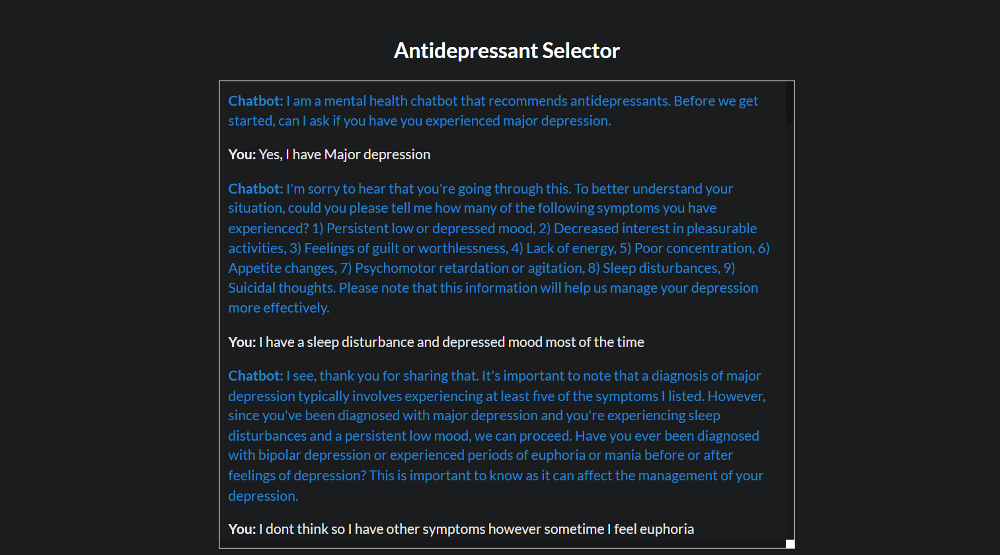 Antidepressant Selector
Chatbot: I am a mental health chatbot that recommends antidepressants. Before we get
started, can I ask if you have you experienced major depression.
You: Yes, I have Major depression
Chatbot: I'm sorry to hear that you're going through this. To better understand your
situation, could you please tell me how many of the following symptoms you have
experienced? 1) Persistent low or depressed mood, 2) Decreased interest in pleasurable
activities, 3) Feelings of guilt or worthlessness, 4) Lack of energy, 5) Poor concentration, 6)
Appetite changes, 7) Psychomotor retardation or agitation, 8) Sleep disturbances, 9)
Suicidal thoughts. Please note that this information will help us manage your depression
more effectively.
You: I have a sleep disturbance and depressed mood most of the time
Chatbot: I see, thank you for sharing that. It's important to note that a diagnosis of major
depression typically involves experiencing at least five of the symptoms I listed. However,
since you've been diagnosed with major depression and you're experiencing sleep
disturbances and a persistent low mood, we can proceed. Have you ever been diagnosed
with bipolar depression or experienced periods of euphoria or mania before or after
feelings of depression? This is important to know as it can affect the management of your
depression.
You: I dont think so I have other symptoms however sometime I feel euphoria